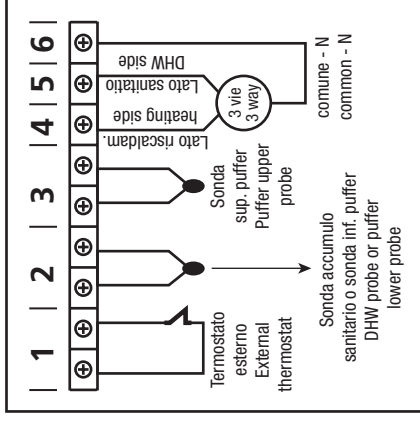 1
2
3
4
5
6
Termostato
esterno
External
thermostat
Sonda accumulo
sanitario o sonda inf. puffer
DHW probe or puffer
lower probe
Sonda
sup. puffer
Puffer upper
probe
Lato riscaldam.
heating side
Lato sanitatio
DHW side
3 vie
3 way
comune - N
common - N